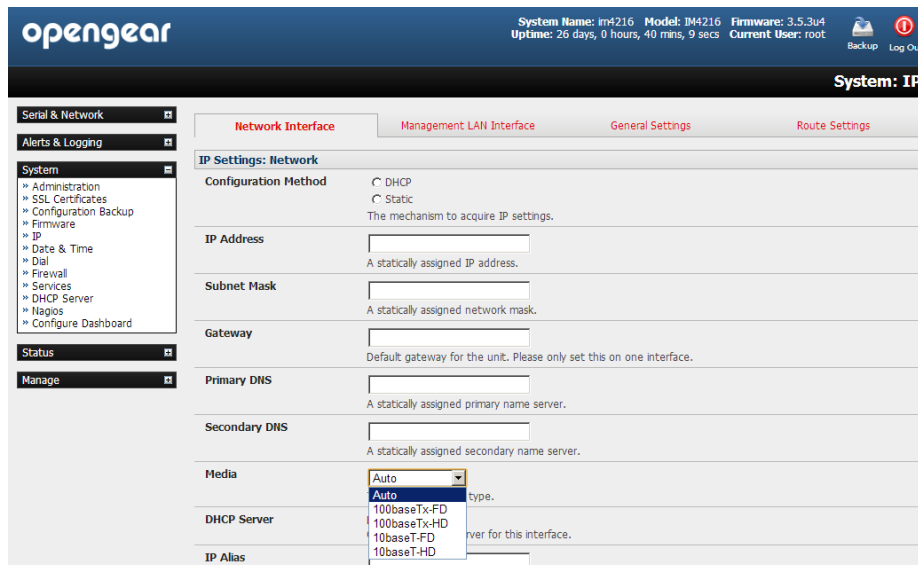 opengear
System Name: im4216 Model: IM4216 Firmware: 3.5.3u4
Uptime: 26 days, 0 hours, 40 mins, 9 secs Current User: root
Backup
Log Ou
System: IP
Serial & Network
Alerts & Logging
System
» Administration
» SSL Certificates
» Configuration Backup
» Firmware
» IP
» Date & Time
» Dial
» Firewall
» Services
» DHCP Server
» Nagios
» Configure Dashboard
Status
Manage
Network Interface
Management LAN Interface
General Settings
Route Settings
IP Settings: Network
Configuration Method
DHCP
Static
The mechanism to acquire IP settings.
IP Address
A statically assigned IP address.
Subnet Mask
A statically assigned network mask.
Gateway
Default gateway for the unit. Please only set this on one interface.
Primary DNS
A statically assigned primary name server.
Secondary DNS
A statically assigned secondary name server.
Media
Auto
Auto
100baseTx-FD
100baseTx-HD
10baseT-FD
10baseT-HD
type.
DHCP Server
rver for this interface.
IP Alias